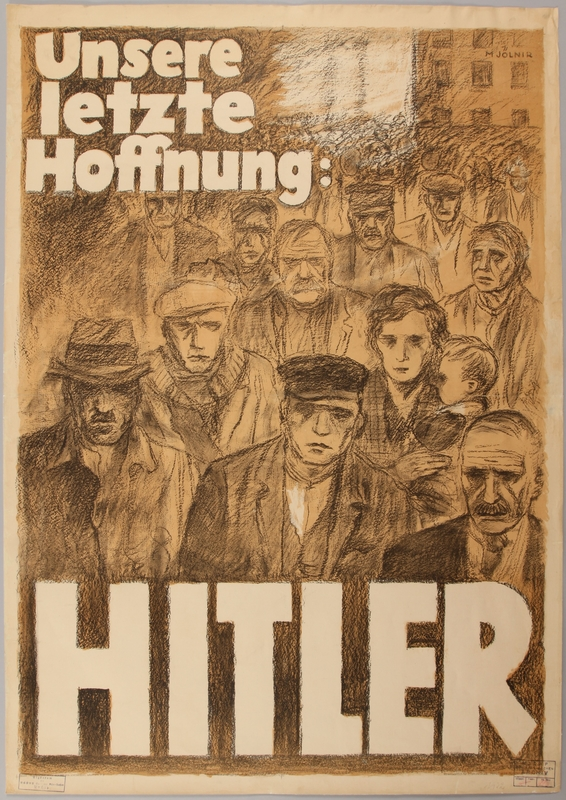 Unsere
letzte
Hoffnung:
MJÖLNIR
HITLER